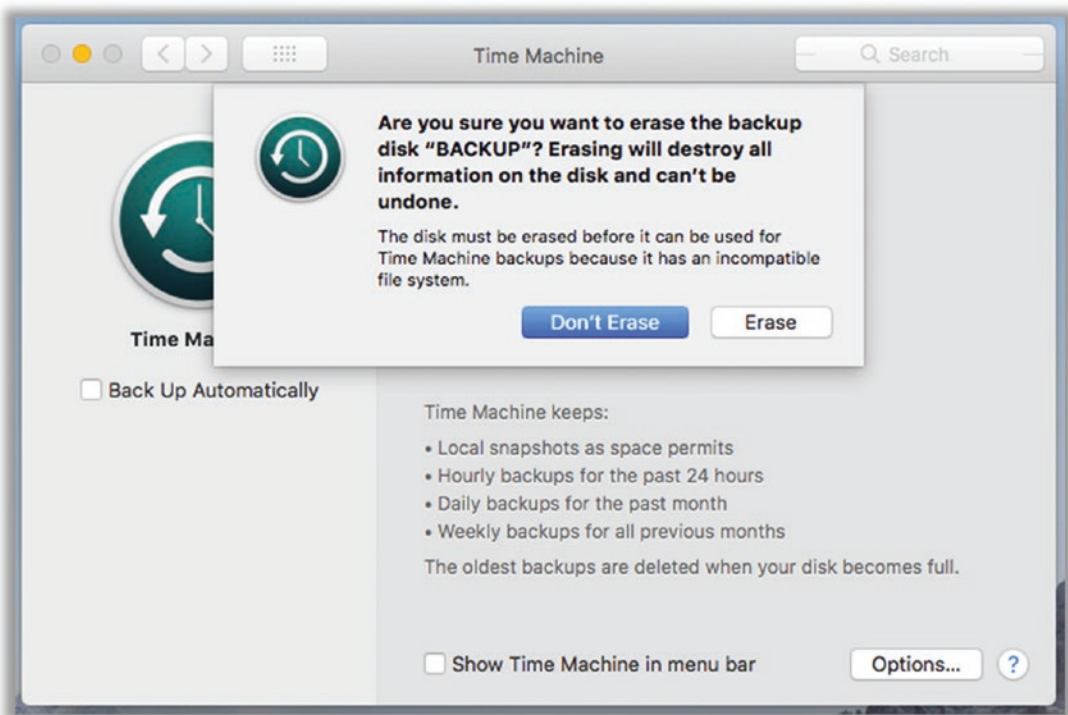 Time Machine
Search
Are you sure you want to erase the backup
disk “BACKUP”? Erasing will destroy all
information on the disk and can't be
undone.
The disk must be erased before it can be used for
Time Machine backups because it has an incompatible
file system.
Don't Erase
Erase
Time Ma
Back Up Automatically
Time Machine keeps:
• Local snapshots as space permits
• Hourly backups for the past 24 hours
• Daily backups for the past month
• Weekly backups for all previous months
The oldest backups are deleted when your disk becomes full.
Show Time Machine in menu bar
Options...
?